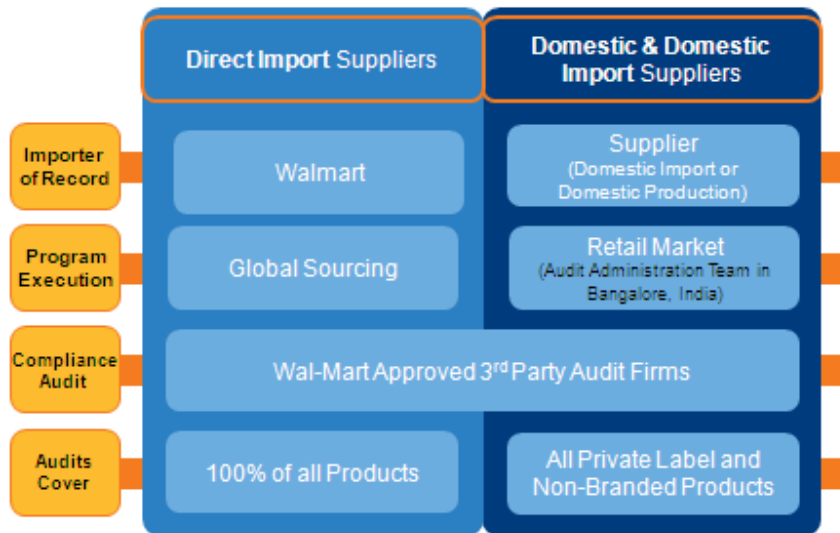 Direct Import Suppliers
Domestic & Domestic
Import Suppliers
Importer
of Record
Walmart
Supplier
(Domestic Import or
Domestic Production)
Program
Execution
Global Sourcing
Retail Market
(Audit Administration Team in
Bangalore, India)
Compliance
Audit
Wal-Mart Approved 3rd Party Audit Firms
Audits
Cover
100% of all Products
All Private Label and
Non-Branded Products